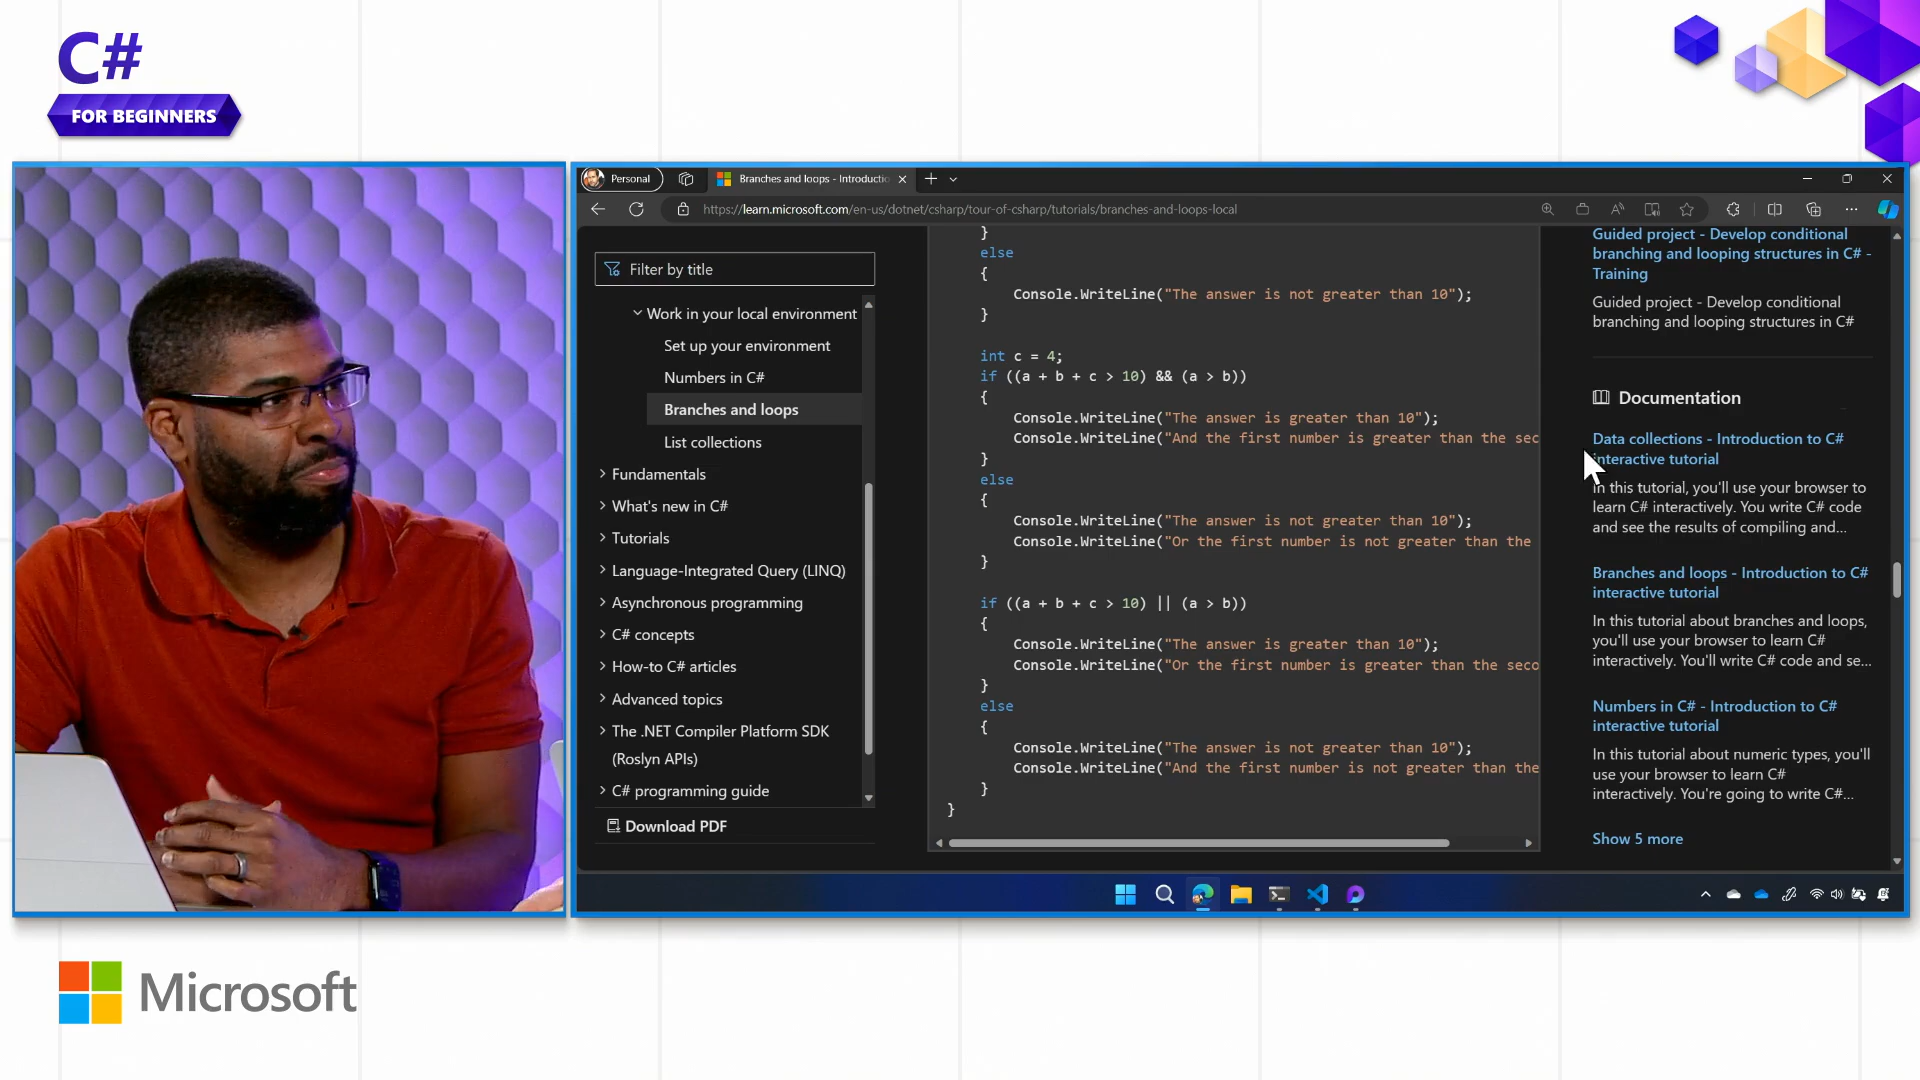 C#
FOR BEGINNERS
Personal
Branches and loops - Introductio
https://learn.microsoft.com/en-us/dotnet/csharp/tour-of-csharp/tutorials/branches-and-loops-local
Filter by title
Work in your local environment
Set up your environment
Numbers in C#
Branches and loops
List collections
Fundamentals
What's new in C#
Tutorials
Language-Integrated Query (LINQ)
Asynchronous programming
C# concepts
How-to C# articles
Advanced topics
The .NET Compiler Platform SDK
(Roslyn APIs)
C# programming guide
Download PDF
}
else
{
Console.WriteLine("The answer is not greater than 10");
}
int c = 4;
if ((a + b + c > 10) && (a > b))
{
Console.WriteLine("The answer is greater than 10");
Console.WriteLine("And the first number is greater than the sec
}
else
{
Console.WriteLine("The answer is not greater than 10");
Console.WriteLine("Or the first number is not greater than the
}
if ((a + b + c > 10) || (a > b))
{
Console.WriteLine("The answer is greater than 10");
Console.WriteLine("Or the first number is greater than the seco
}
else
{
Console.WriteLine("The answer is not greater than 10");
Console.WriteLine("And the first number is not greater than the
}
}
Guided project - Develop conditional
branching and looping structures in C# -
Training
Guided project - Develop conditional
branching and looping structures in C#
Documentation
Data collections - Introduction to C#
interactive tutorial
In this tutorial, you'll use your browser to
learn C# interactively. You write C# code
and see the results of compiling and...
Branches and loops - Introduction to C#
interactive tutorial
In this tutorial about branches and loops,
you'll use your browser to learn C#
interactively. You'll write C# code and se...
Numbers in C# - Introduction to C#
interactive tutorial
In this tutorial about numeric types, you'll
use your browser to learn C#
interactively. You're going to write C#...
Show 5 more
Microsoft